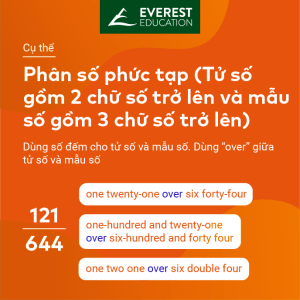 EVEREST
EDUCATION
Cụ thể
Phân số phức tạp (Tử số
gồm 2 chữ số trở lên và mẫu
số gồm 3 chữ số trở lên)
Dùng số đếm cho tử số và mẫu số. Dùng “over” giữa
tử số và mẫu số
one twenty-one over six forty-four
121
644
one-hundred and twenty-one
over six-hundred and forty four
one two one over six double four